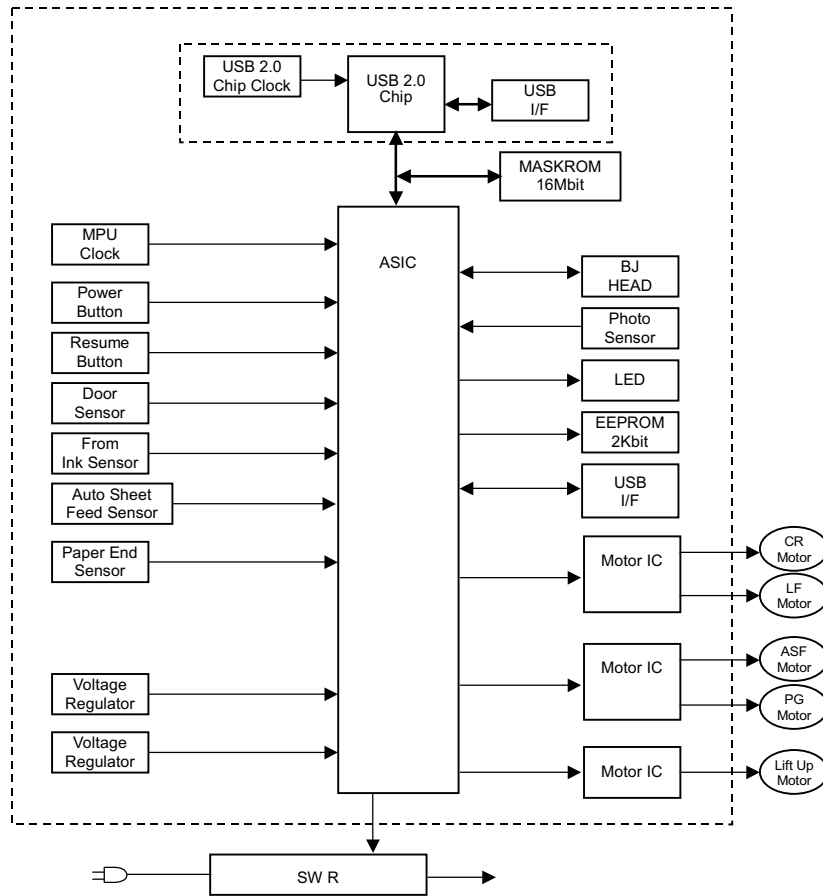 USB 2.0
Chip Clock
USB 2.0
Chip
USB
I/F
MASKROM
16Mbit
ASIC
MPU
Clock
Power
Button
Resume
Button
Door
Sensor
From
Ink Sensor
Auto Sheet
Feed Sensor
Paper End
Sensor
Voltage
Regulator
Voltage
Regulator
BJ
HEAD
Photo
Sensor
LED
EEPROM
2Kbit
USB
I/F
Motor IC
CR
Motor
LF
Motor
Motor IC
ASF
Motor
PG
Motor
Motor IC
Lift Up
Motor
SW R